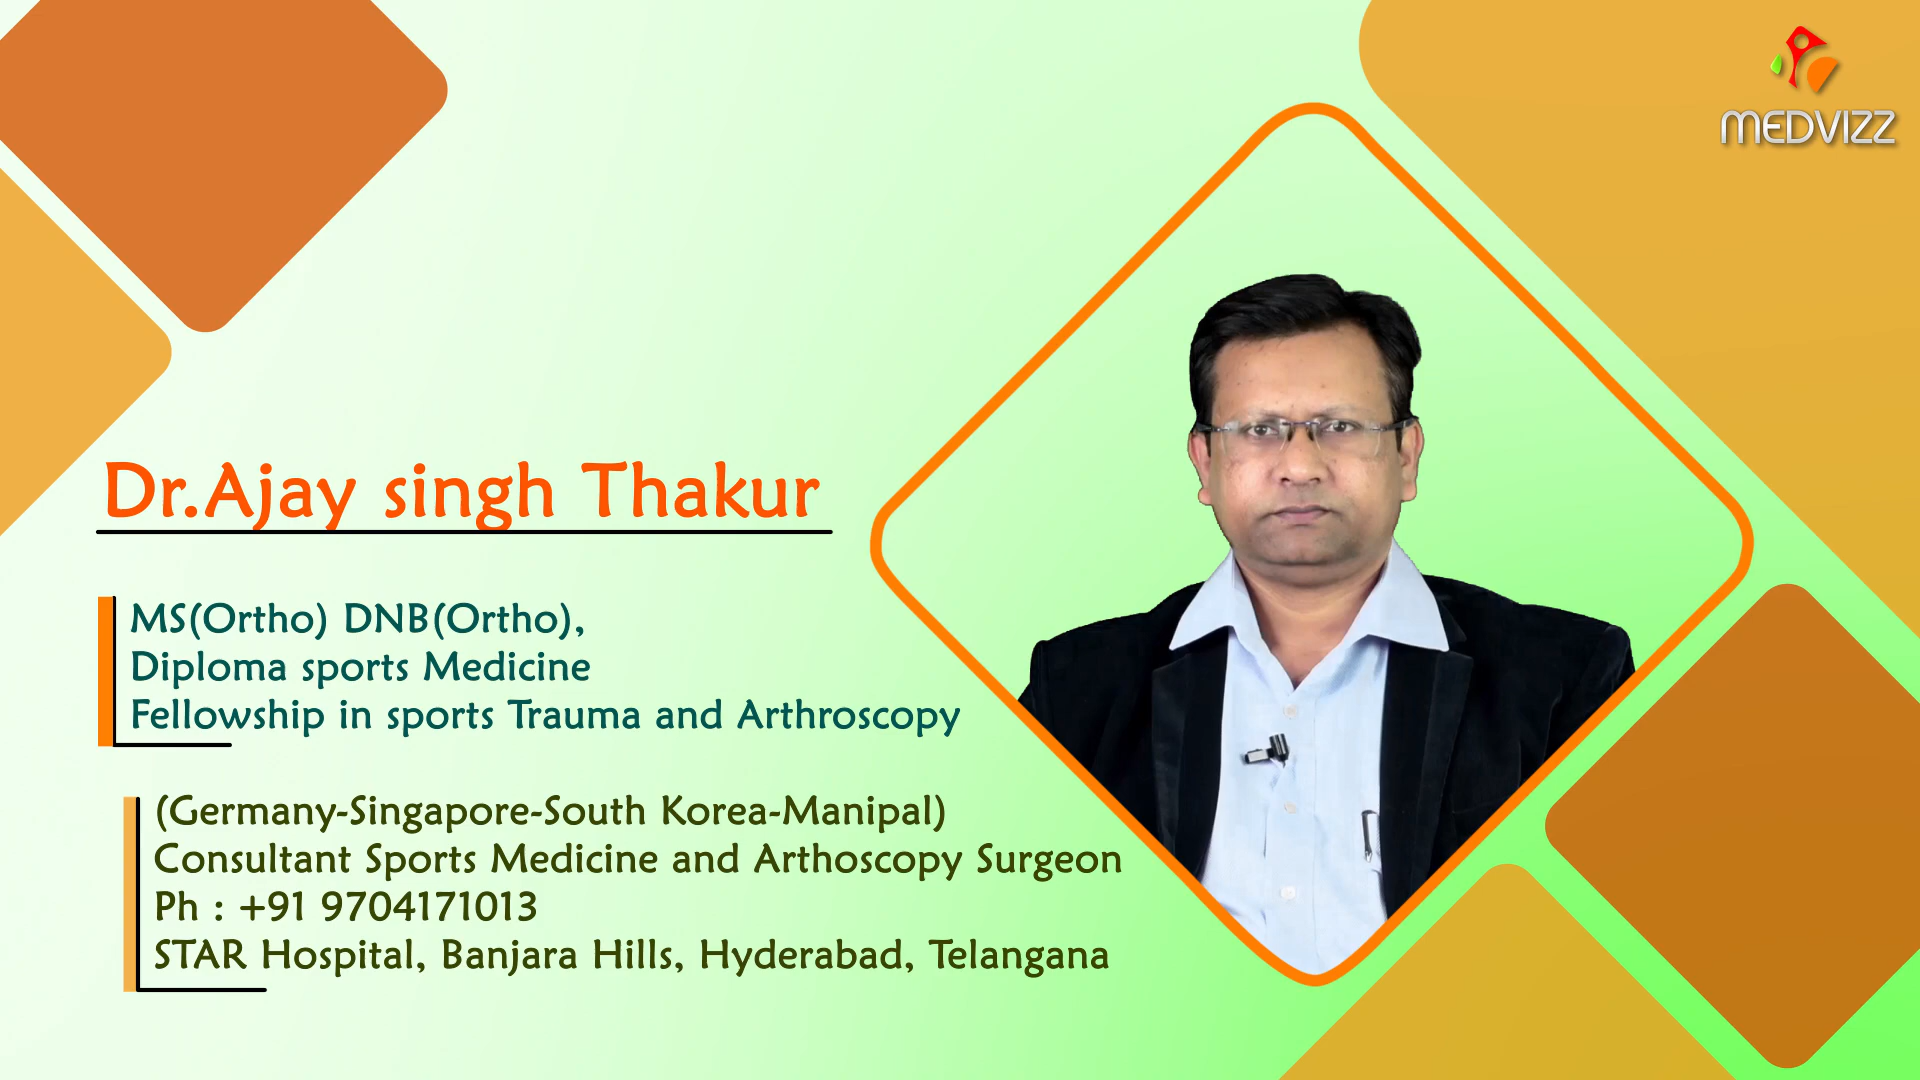 MEDVIZZ
Dr.Ajay singh Thakur
MS(Ortho) DNB(Ortho),
Diploma sports Medicine
Fellowship in sports Trauma and Arthroscopy
(Germany-Singapore-South Korea-Manipal)
Consultant Sports Medicine and Arthoscopy Surgeon
Ph : +91 9704171013
STAR Hospital, Banjara Hills, Hyderabad, Telangana